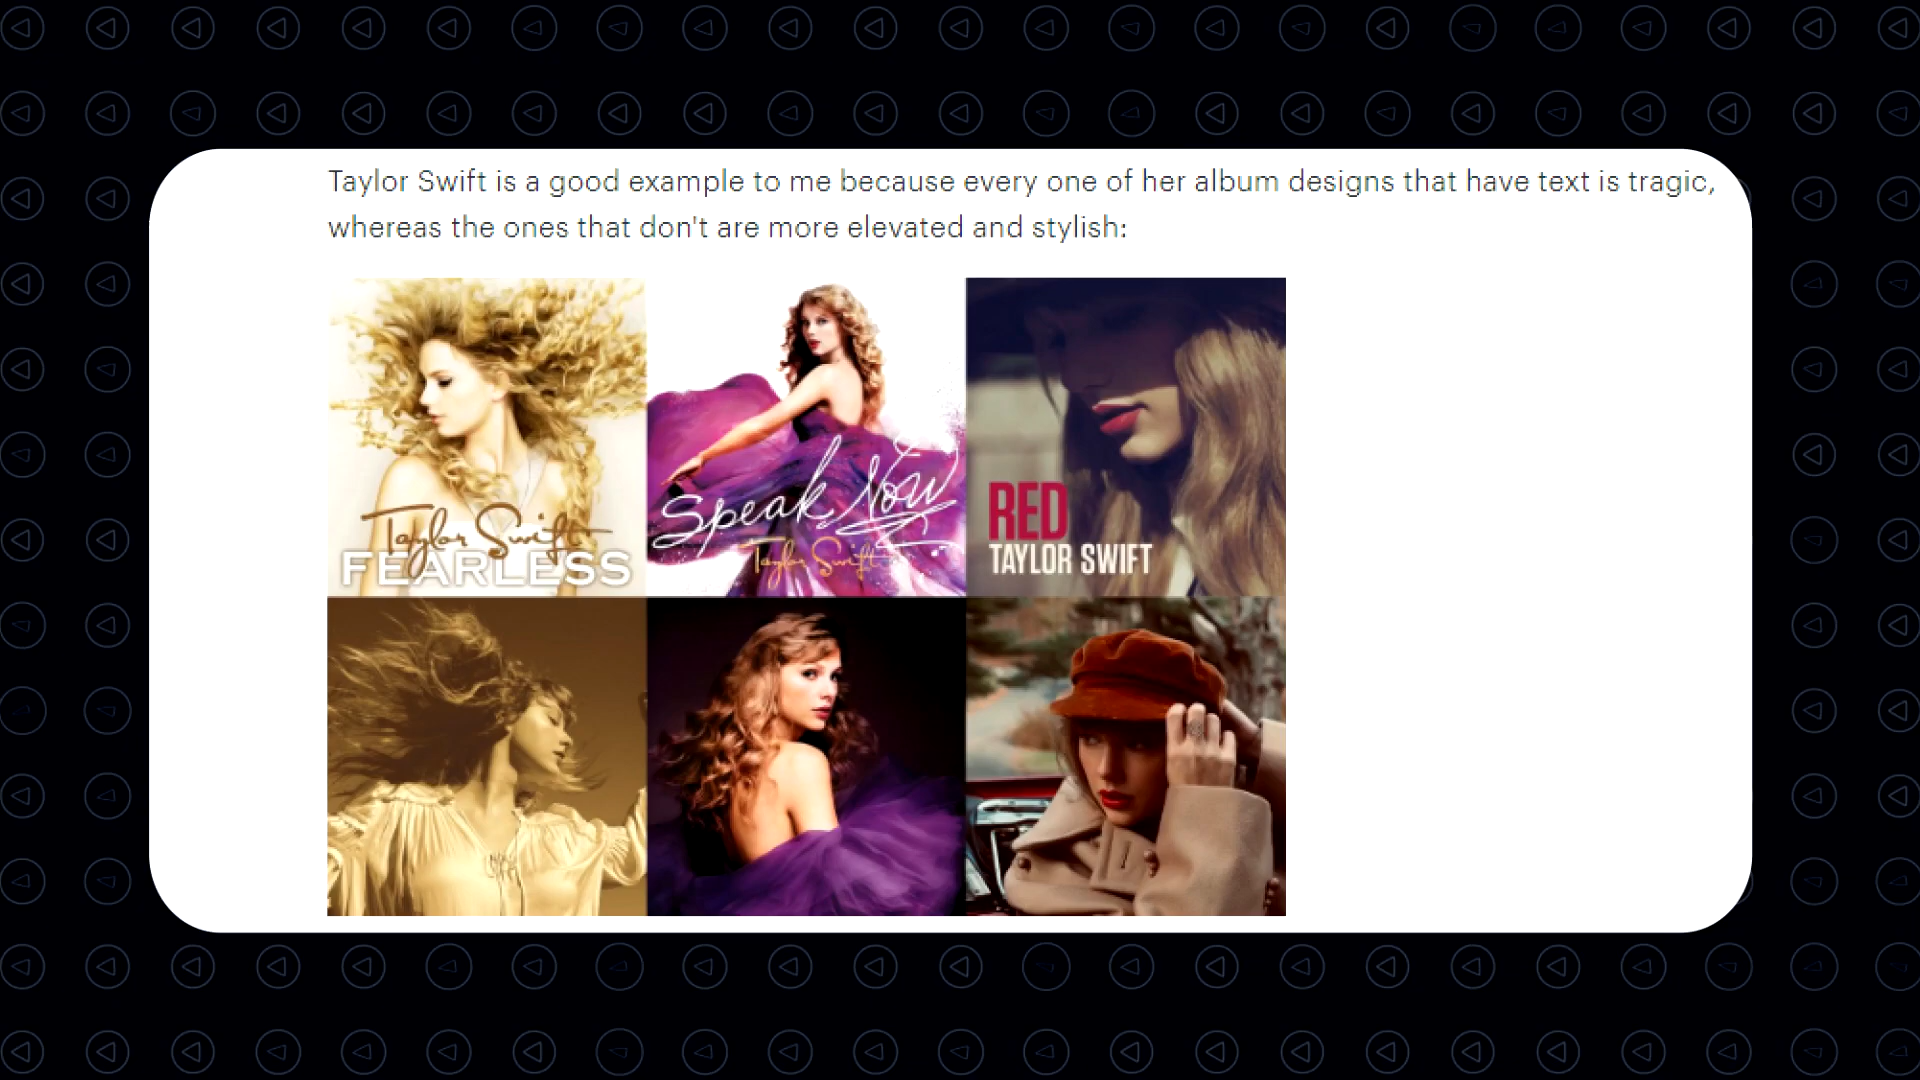 Taylor Swift is a good example to me because every one of her album designs that have text is tragic,
whereas the ones that don't are more elevated and stylish:
Taylor Swift
FEARLESS
Speak Now
Taylor Swift
RED
TAYLOR SWIFT